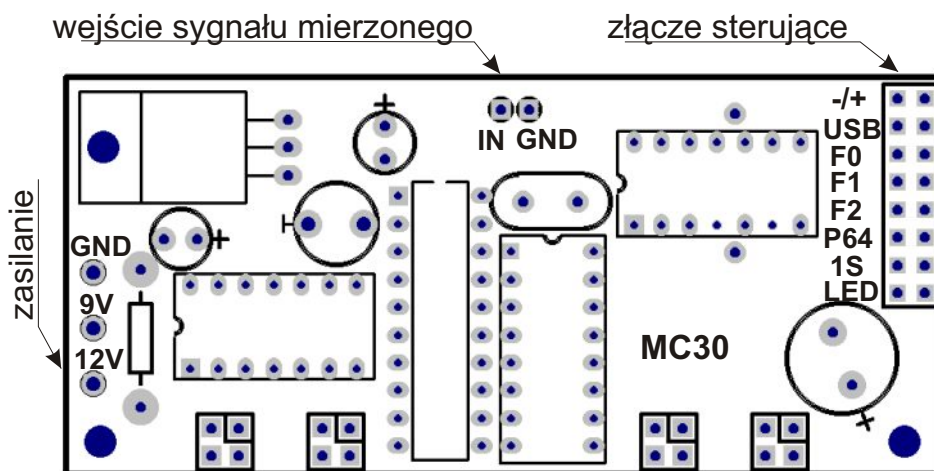 wejście sygnału mierzonego
złącze sterujące
zasilanie
+
IN GND
-/+
USB
F0
F1
F2
P64
1S
LED
+
-
GND
9V
12V
MC30
+